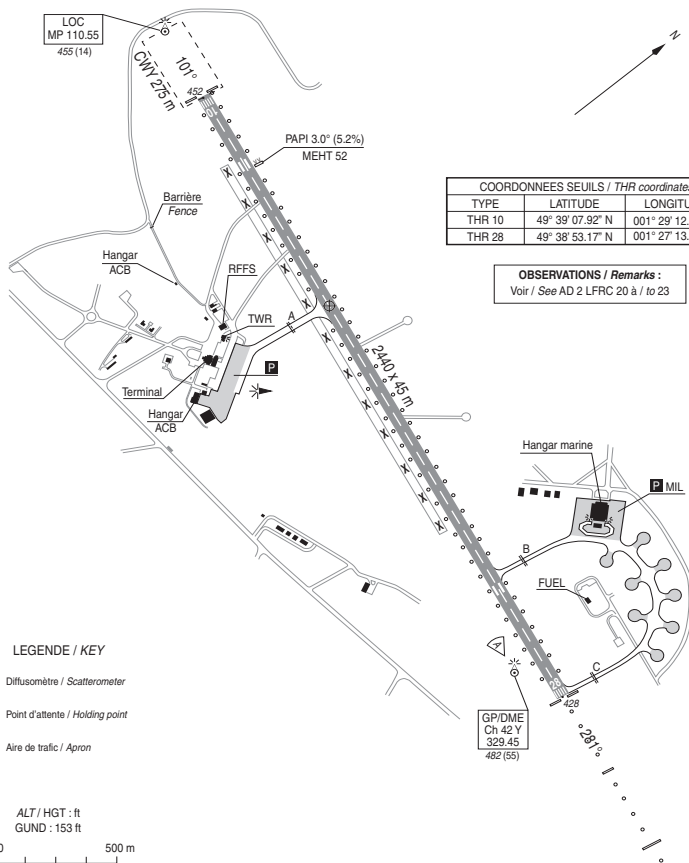 LOC
MP 110.55
455 (14)
CWY 275 m
101°
452
10
N
PAPI 3.0° (5.2%)
MEHT 52
COORDONNEES SEUILS / THR coordinates
TYPE LATITUDE LONGITU
THR 10 49° 39' 07.92" N 001° 29' 12.
THR 28 49° 38' 53.17" N 001° 27' 13.
OBSERVATIONS / Remarks :
Voir / See AD 2 LFRC 20 à / to 23
Barrière
Fence
Hangar
ACB
RFFS
TWR
A
P
Terminal
Hangar
ACB
2440 x 45 m
Hangar marine
P MIL
B
FUEL
C
A
28
428
GP/DME
Ch 42 Y
329.45
482 (55)
281°
LEGENDE / KEY
Diffusomètre / Scatterometer
Point d'attente / Holding point
Aire de trafic / Apron
ALT / HGT : ft
GUND : 153 ft
0 500 m